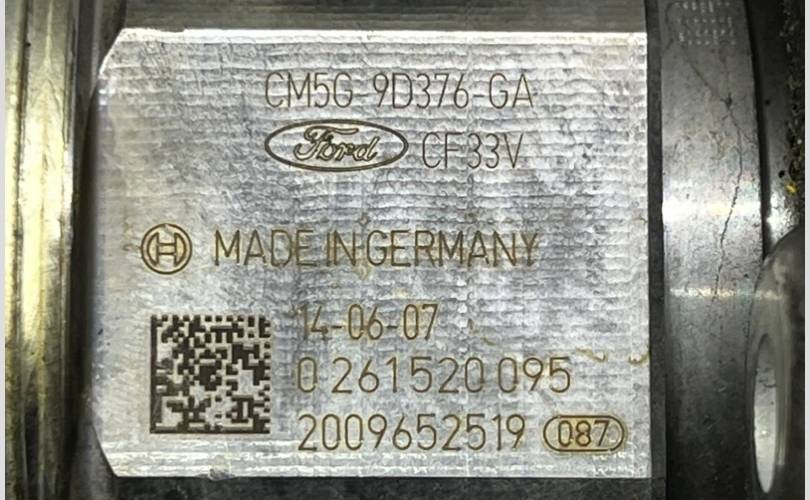 CM5G-9D376-GA
Ford CF33V
MADE IN GERMANY
14-06-07
0 261 520 095
2009652519 087